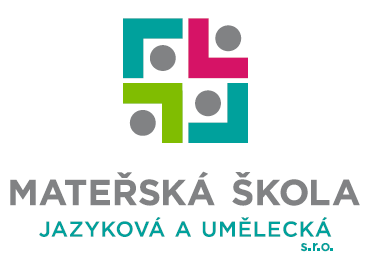 MATEŘSKÁ ŠKOLA
JAZYKOVÁ A UMĚLECKÁ
s.r.o.